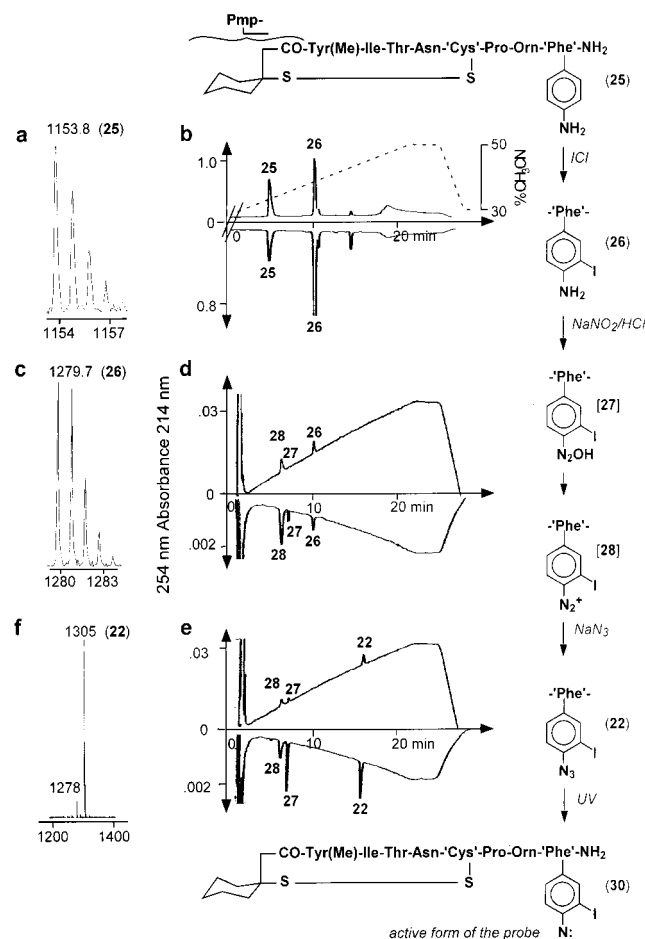 Pmp-
CO-Tyr(Me)-Ile-Thr-Asn-'Cys'-Pro-Orn-'Phe'-NH2
S S (25)
NH2
a 1153.8 (25)
1154 1157
b
1.0
0
0.8
25 26
25
26
0 20 min
50
30
%CH3CN
ICl
-'Phe'-
(26)
I
NH2
NaNO2/HCl
c 1279.7 (26)
1280 1283
254 nm Absorbance 214 nm
d
.03
0
.002
28 27 26
0 10 20 min
28 27 26
-'Phe'-
[27]
I
N2OH
-'Phe'-
[28]
I
N2+
NaN3
f 1305 (22)
1278
1200 1400
e
.03
0
.002
28 27 22
0 10 20 min
28 27 22
-'Phe'-
(22)
I
N3
UV
CO-Tyr(Me)-Ile-Thr-Asn-'Cys'-Pro-Orn-'Phe'-NH2
S S (30)
I
active form of the probe N: